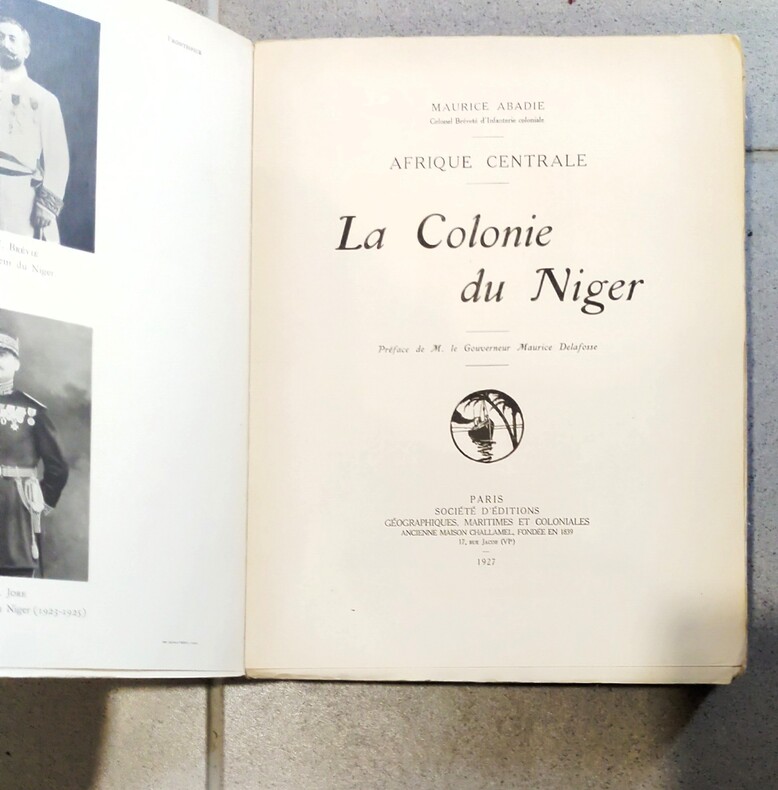 FRONTISPICE
BRÉVIÉ
du Niger
JORE
Niger (1923-1925)
MAURICE ABADIE
Colonel Breveté d'Infanterie coloniale
AFRIQUE CENTRALE
La Colonie
du Niger
Préface de M. le Gouverneur Maurice Delafosse
PARIS
SOCIÉTÉ D'ÉDITIONS
GÉOGRAPHIQUES, MARITIMES ET COLONIALES
ANCIENNE MAISON CHALLAMEL, FONDÉE EN 1839
17, RUE JACOB (VIe)
1927